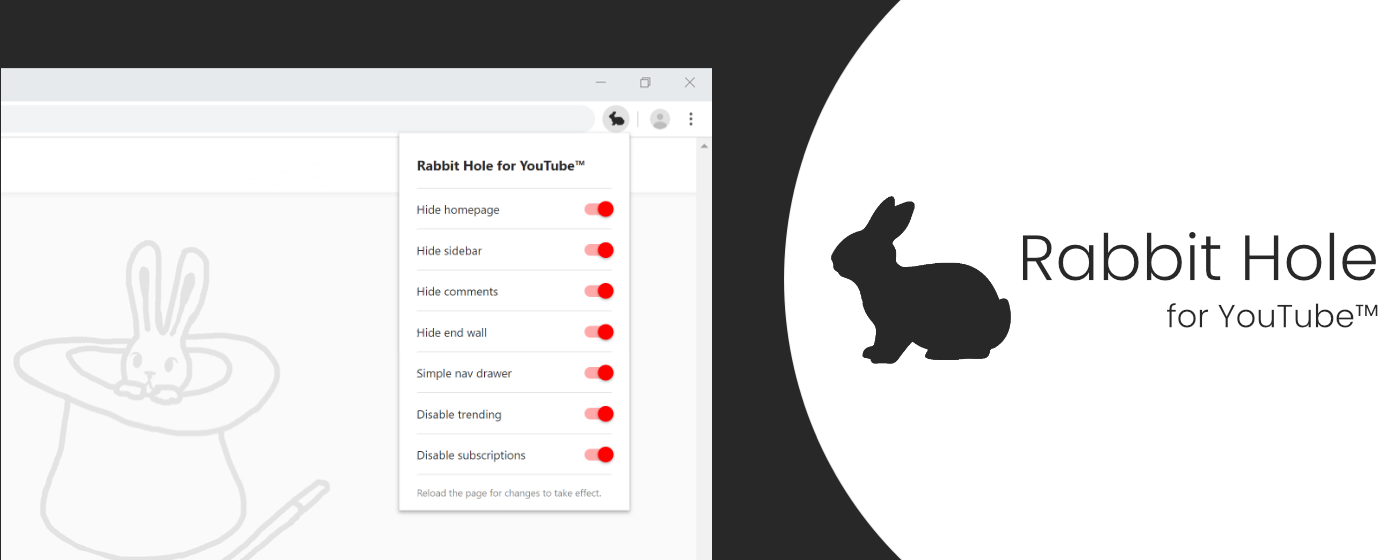 Rabbit Hole for YouTube™
Hide homepage
Hide sidebar
Hide comments
Hide end wall
Simple nav drawer
Disable trending
Disable subscriptions
Reload the page for changes to take effect.
Rabbit Hole
for YouTube™